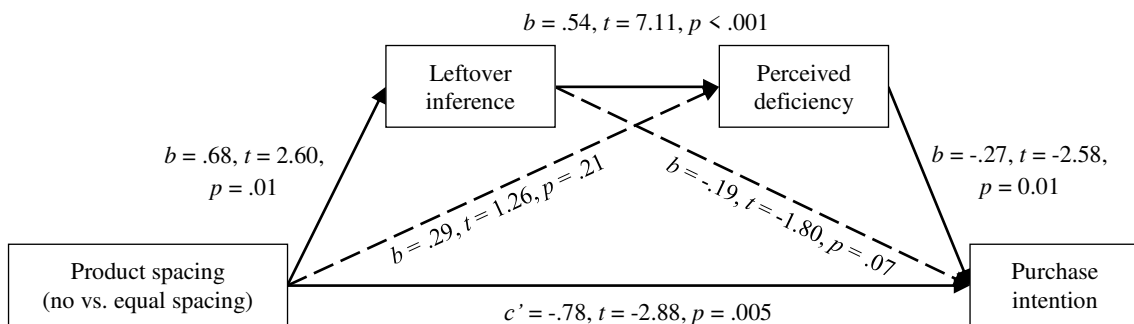 b = .54, t = 7.11, p < .001
Leftover
inference
Perceived
deficiency
b = .68, t = 2.60,
p = .01
b = .29, t = 1.26, p = .21
b = -.19, t = -1.80, p = .07
b = -.27, t = -2.58,
p = 0.01
Product spacing
(no vs. equal spacing)
Purchase
intention
c’ = -.78, t = -2.88, p = .005